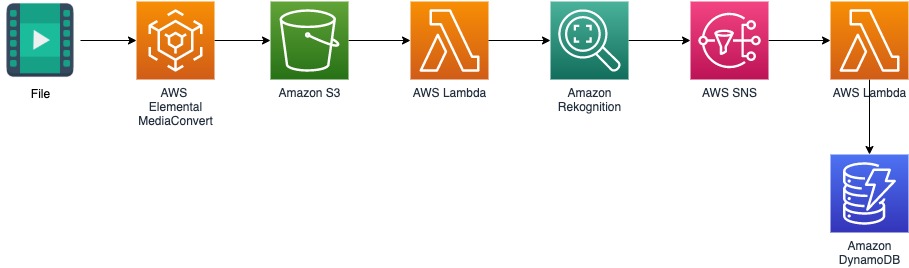 File
AWS
Elemental
MediaConvert
Amazon S3
AWS Lambda
Amazon
Rekognition
AWS SNS
AWS Lambda
Amazon
DynamoDB